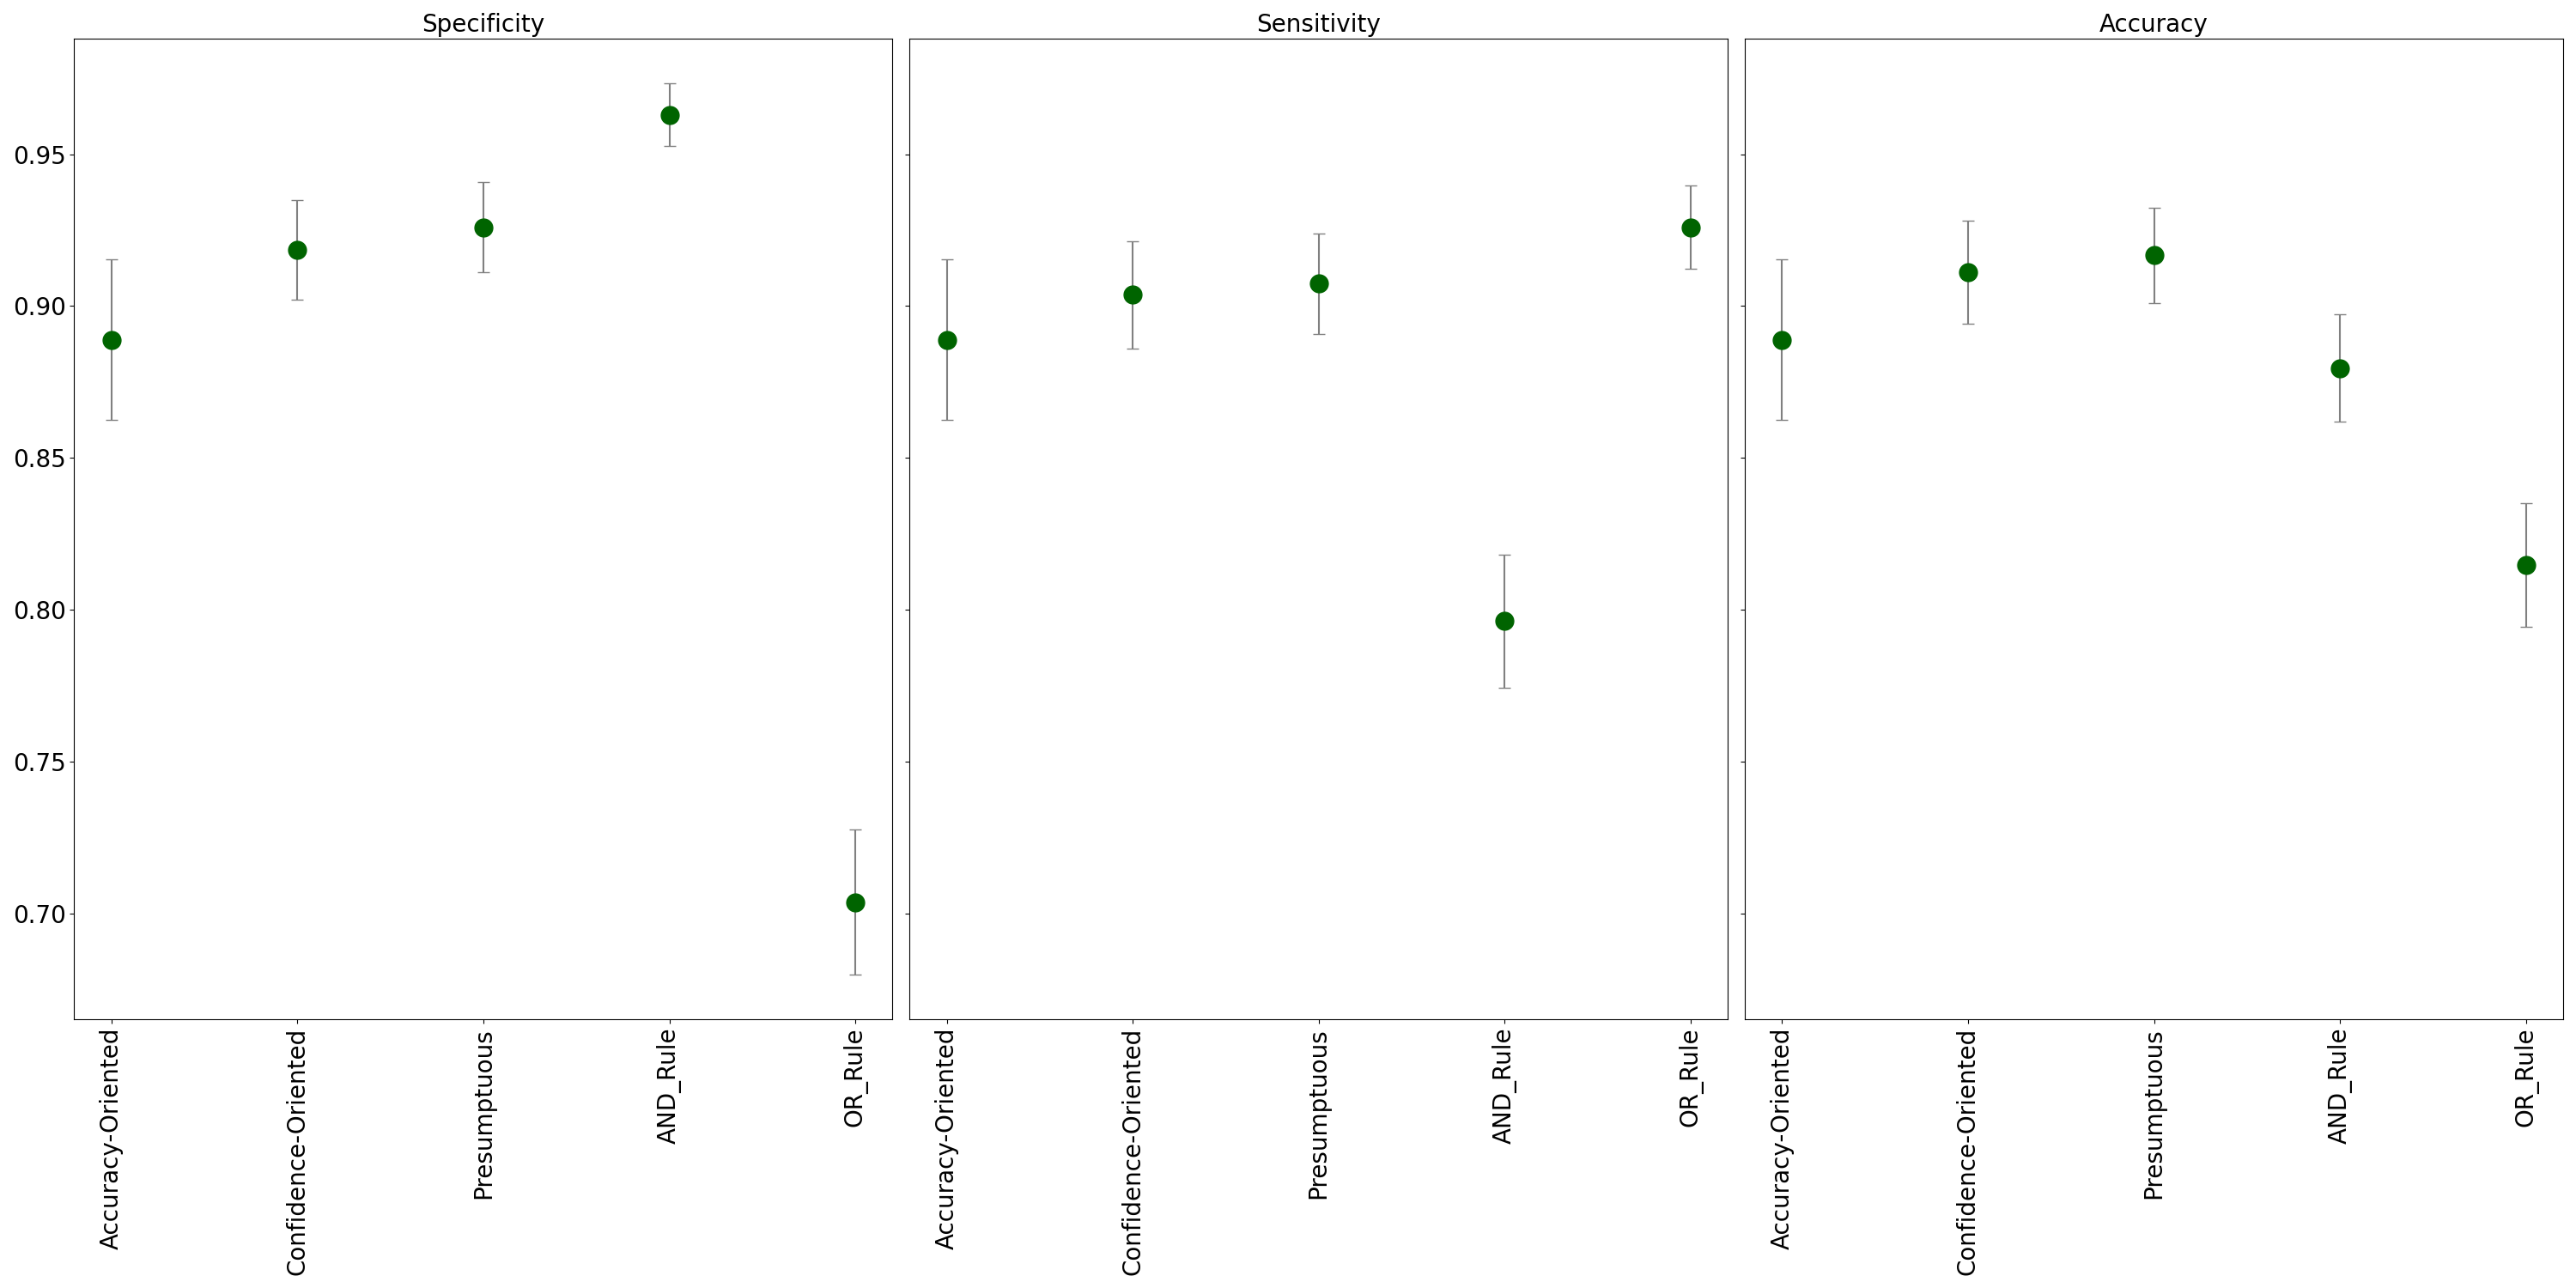 Specificity
Sensitivity
Accuracy
0.95
0.90
0.85
0.80
0.75
0.70
Accuracy-Oriented
Confidence-Oriented
Presumptuous
AND_Rule
OR_Rule
Accuracy-Oriented
Confidence-Oriented
Presumptuous
AND_Rule
OR_Rule
Accuracy-Oriented
Confidence-Oriented
Presumptuous
AND_Rule
OR_Rule